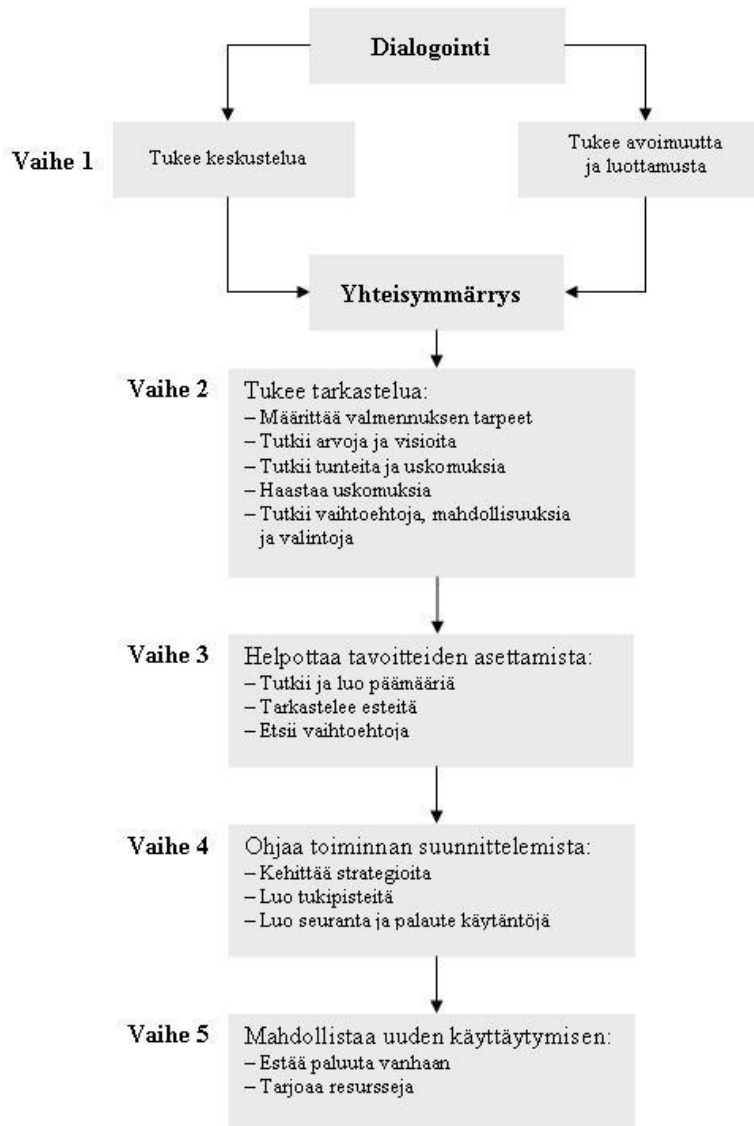 Dialogointi
Vaihe 1
Tukee keskustelua
Tukee avoimuutta
ja luottamusta
Yhteisymmärrys
Vaihe 2
Tukee tarkastelua:
– Määrittää valmennuksen tarpeet
– Tutkii arvoja ja visioita
– Tutkii tunteita ja uskomuksia
– Haastaa uskomuksia
– Tutkii vaihtoehtoja, mahdollisuuksia
ja valintoja
Vaihe 3
Helpottaa tavoitteiden asettamista:
– Tutkii ja luo päämääriä
– Tarkastelee esteitä
– Etsii vaihtoehtoja
Vaihe 4
Ohjaa toiminnan suunnittelemista:
– Kehittää strategioita
– Luo tukipisteitä
– Luo seuranta ja palaute käytäntöjä
Vaihe 5
Mahdollistaa uuden käyttäytymisen:
– Estää paluuta vanhaan
– Tarjoaa resursseja